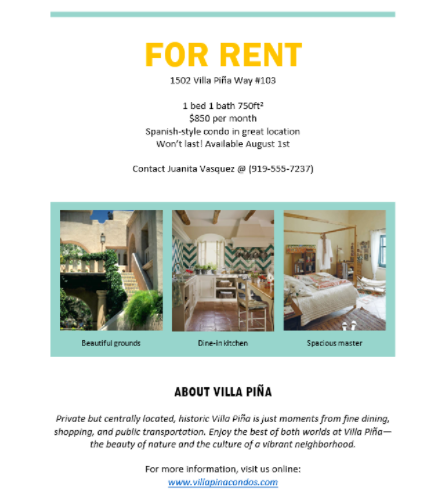 FOR RENT
1502 Villa Piña Way #103
1 bed 1 bath 750ft²
$850 per month
Spanish-style condo in great location
Won't last! Available August 1st
Contact Juanita Vasquez @ (919-555-7237)
Beautiful grounds
Dine-in kitchen
Spacious master
ABOUT VILLA PIÑA
Private but centrally located, historic Villa Piña is just moments from fine dining,
shopping, and public transportation. Enjoy the best of both worlds at Villa Piña—
the beauty of nature and the culture of a vibrant neighborhood.
For more information, visit us online:
www.villapinacondos.com